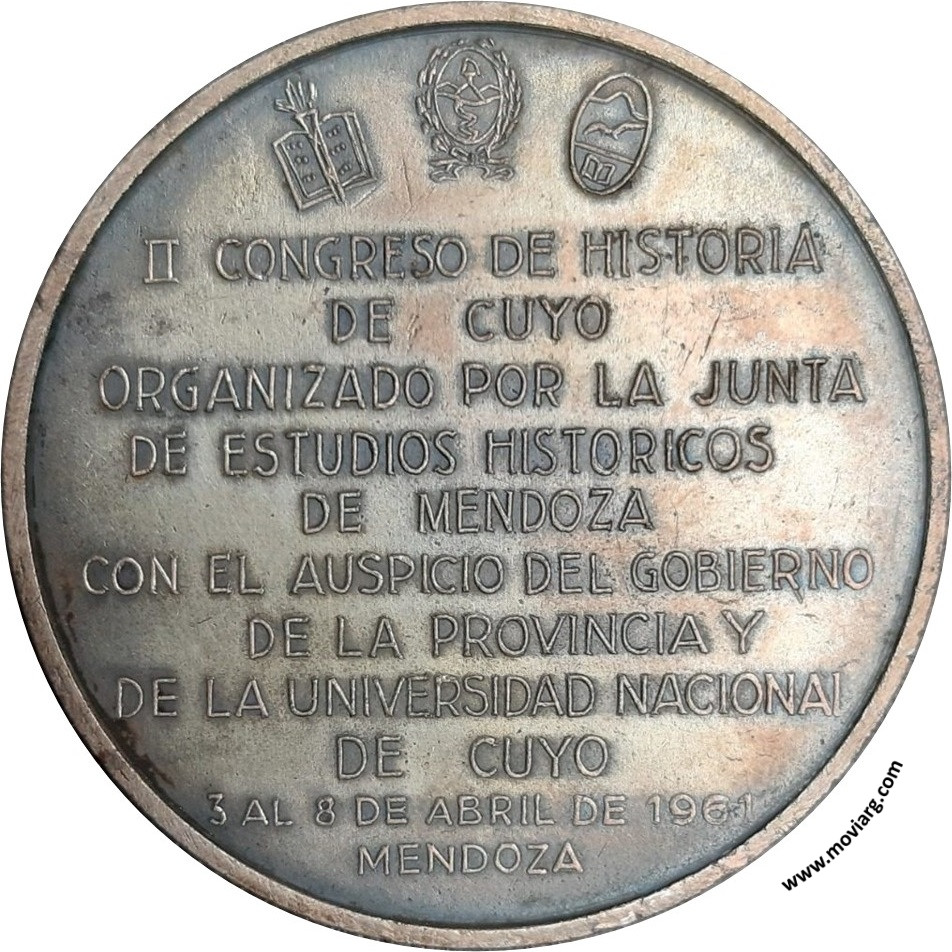 II CONGRESO DE HISTORIA
DE CUYO
ORGANIZADO POR LA JUNTA
DE ESTUDIOS HISTORICOS
DE MENDOZA
CON EL AUSPICIO DEL GOBIERNO
DE LA PROVINCIA Y
DE LA UNIVERSIDAD NACIONAL
DE CUYO
3 AL 8 DE ABRIL DE 1961
MENDOZA
www.moviarg.com